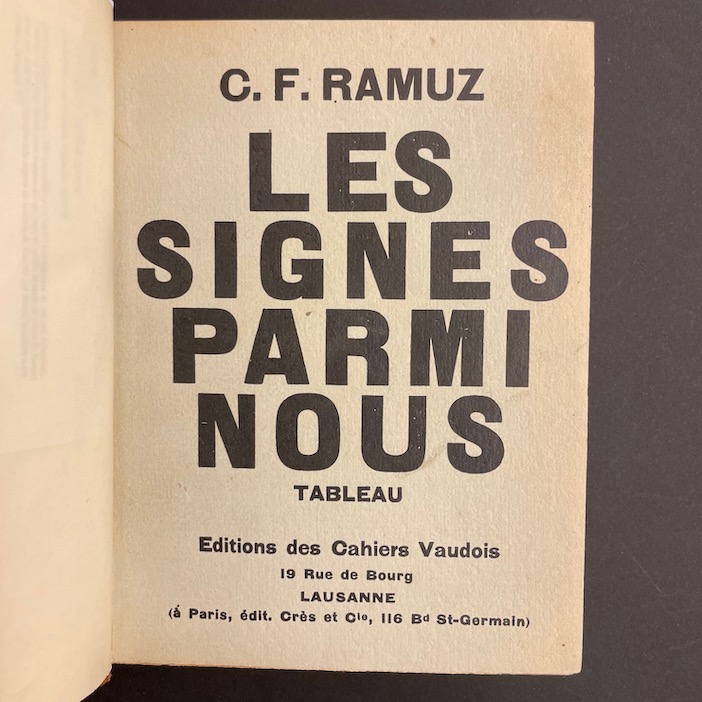 C. F. RAMUZ
LES
SIGNES
PARMI
NOUS
TABLEAU
Editions des Cahiers Vaudois
19 Rue de Bourg
LAUSANNE
(á Paris, édit. Crès et Cie, 116 Bd St-Germain)